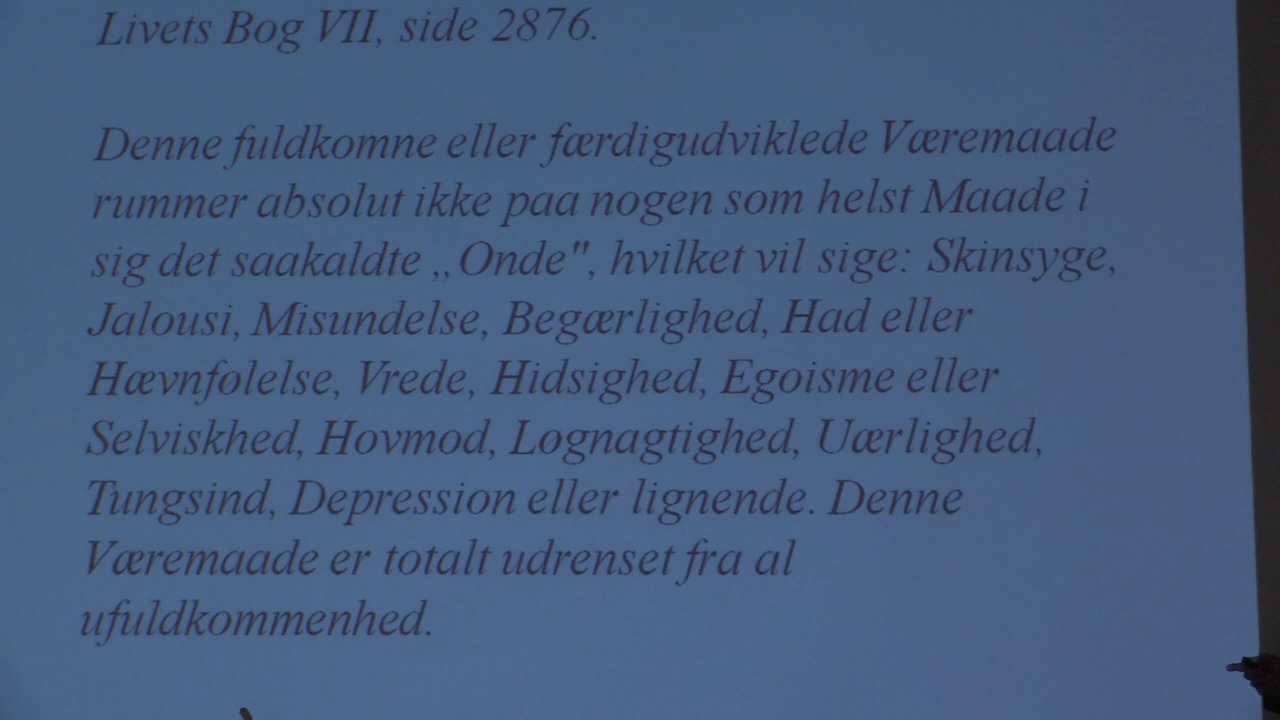 Livets Bog VII, side 2876.
Denne fuldkomne eller færdigudviklede Væremaade
rummer absolut ikke paa nogen som helst Maade i
sig det saakaldte ,,Onde", hvilket vil sige: Skinsyge,
Jalousi, Misundelse, Begærlighed, Had eller
Hævnfølelse, Vrede, Hidsighed, Egoisme eller
Selviskhed, Hovmod, Løgnagtighed, Uærlighed,
Tungsind, Depression eller lignende. Denne
Væremaade er totalt udrenset fra al
ufuldkommenhed.